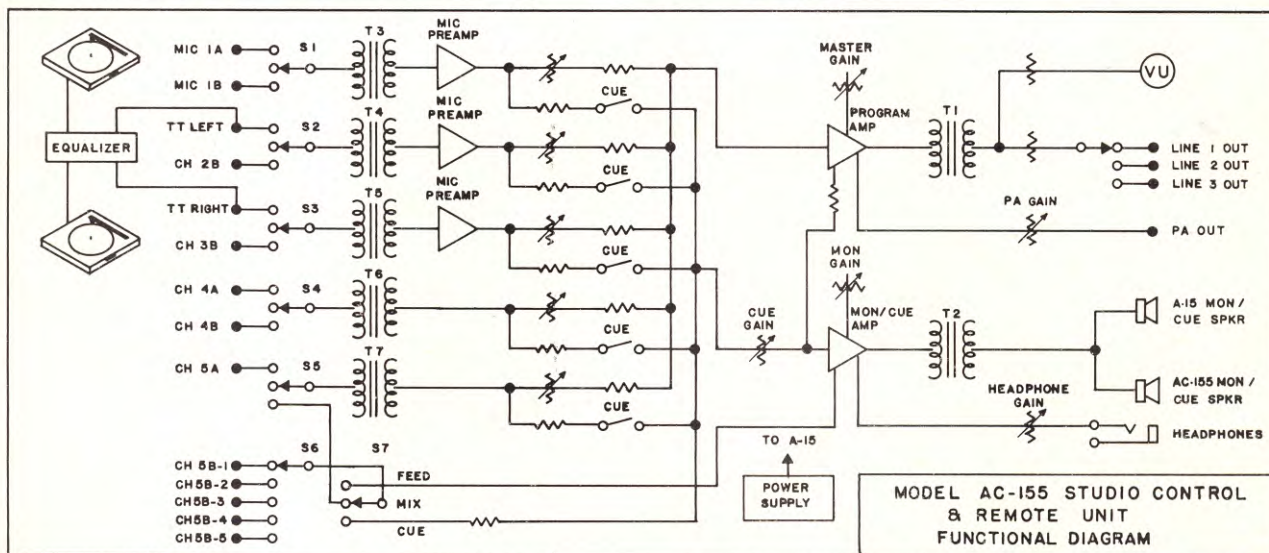 MIC 1A
S1
T3
MIC PREAMP
MIC 1B
CUE
MASTER GAIN
PROGRAM AMP
T1
VU
TT LEFT
S2
T4
MIC PREAMP
EQUALIZER
CH 2B
CUE
LINE 1 OUT
LINE 2 OUT
LINE 3 OUT
TT RIGHT
S3
T5
MIC PREAMP
CH 3B
CUE
PA GAIN
PA OUT
CH 4A
S4
T6
CH 4B
CUE
CUE GAIN
MON GAIN
MON/CUE AMP
T2
A-15 MON/
CUE SPKR
CH 5A
S5
T7
CUE
AC-155 MON/
CUE SPKR
HEADPHONE GAIN
HEADPHONES
TO A-15
POWER SUPPLY
CH 5B-1
CH5B-2
CH5B-3
CH5B-4
CH5B-5
S6
S7
FEED
MIX
CUE
MODEL AC-155 STUDIO CONTROL
& REMOTE UNIT
FUNCTIONAL DIAGRAM